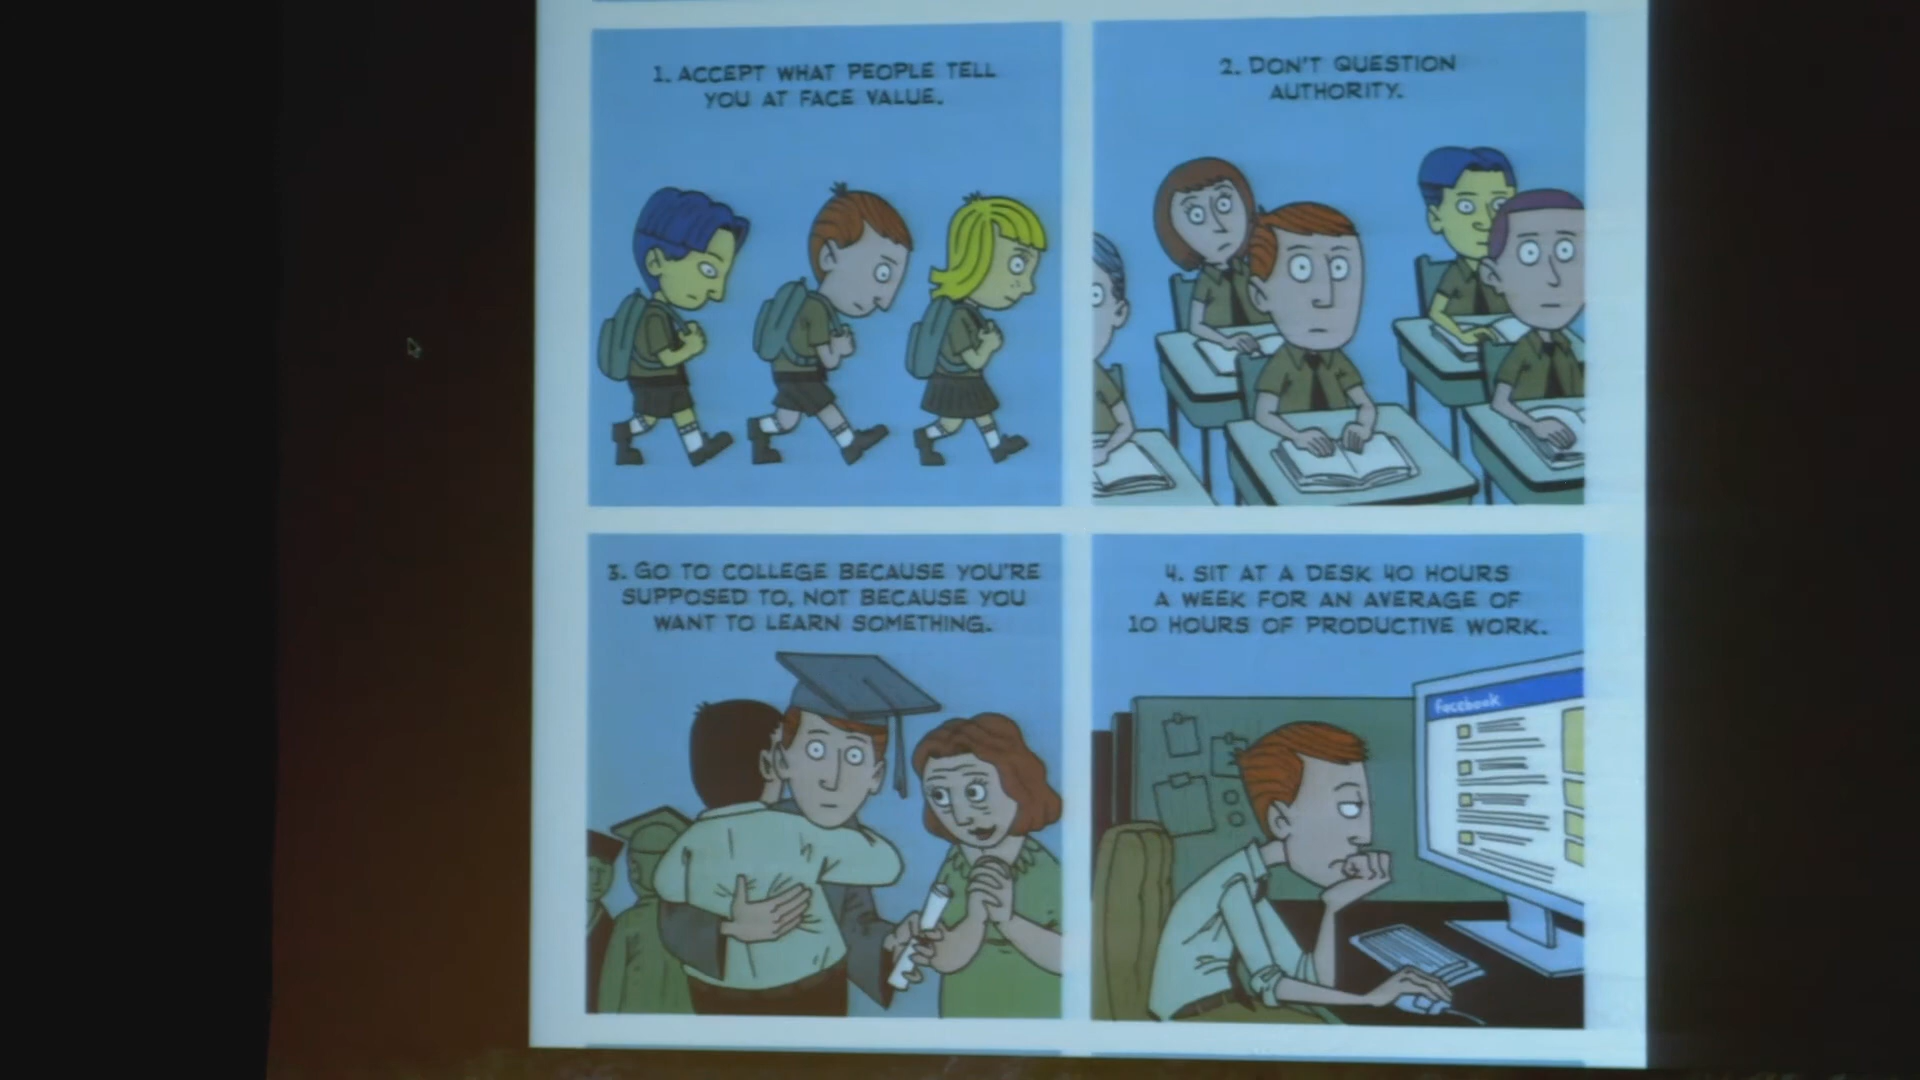 1. ACCEPT WHAT PEOPLE TELL
YOU AT FACE VALUE.
2. DON'T QUESTION
AUTHORITY.
3. GO TO COLLEGE BECAUSE YOU'RE
SUPPOSED TO, NOT BECAUSE YOU
WANT TO LEARN SOMETHING.
4. SIT AT A DESK 40 HOURS
A WEEK FOR AN AVERAGE OF
10 HOURS OF PRODUCTIVE WORK.
facebook